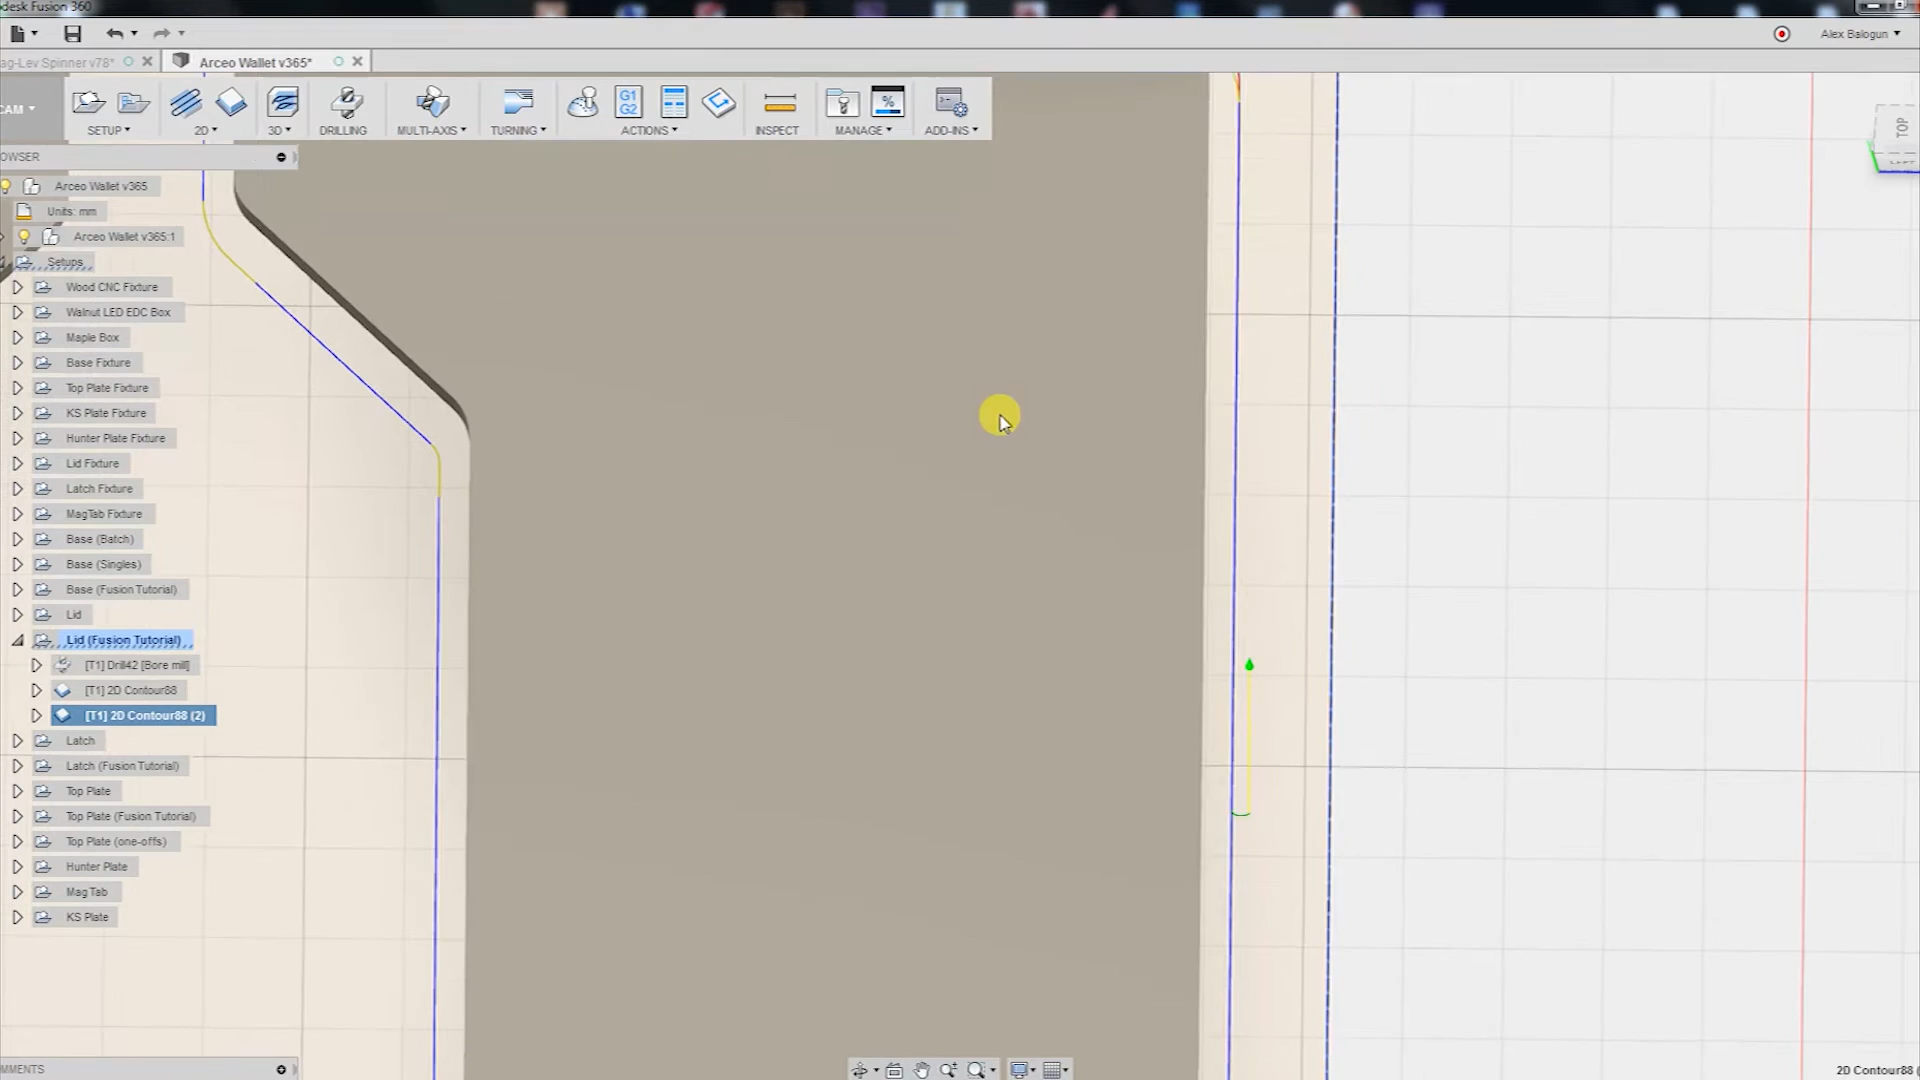 desk Fusion 360
Alex Balogun
ag-Lev Spinner v78*
Arceo Wallet v365*
CAM
SETUP
2D
3D
DRILLING
MULTI-AXIS
TURNING
G1
G2
ACTIONS
INSPECT
%
MANAGE
ADD-INS
TOP
LEFT
OWSER
Arceo Wallet v365
Units: mm
Arceo Wallet v365:1
Setups
Wood CNC Fixture
Walnut LED EDC Box
Maple Box
Base Fixture
Top Plate Fixture
KS Plate Fixture
Hunter Plate Fixture
Lid Fixture
Latch Fixture
MagTab Fixture
Base (Batch)
Base (Singles)
Base (Fusion Tutorial)
Lid
Lid (Fusion Tutorial)
[T1] Drill42 [Bore mill]
[T1] 2D Contour88
[T1] 2D Contour88 (2)
Latch
Latch (Fusion Tutorial)
Top Plate
Top Plate (Fusion Tutorial)
Top Plate (one-offs)
Hunter Plate
Mag Tab
KS Plate
MMENTS
2D Contour88 (